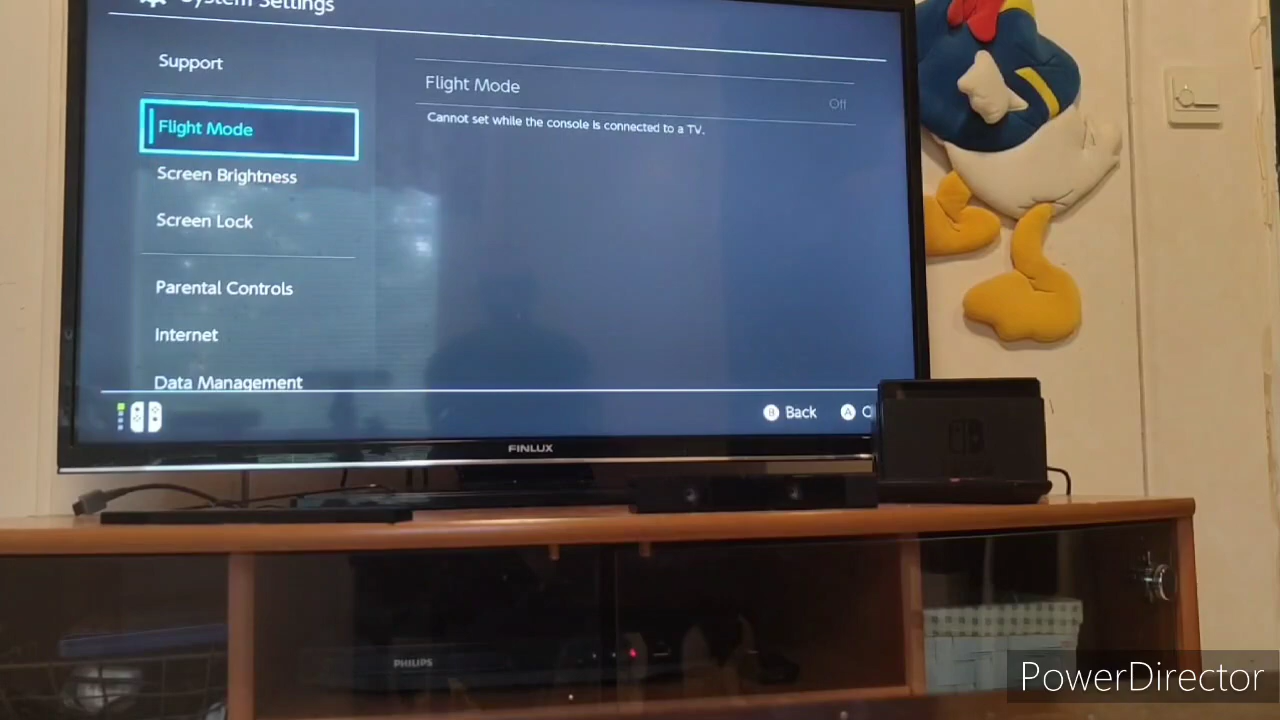 System Settings
Support
Flight Mode
Screen Brightness
Screen Lock
Parental Controls
Internet
Data Management
Flight Mode
Off
Cannot set while the console is connected to a TV.
B Back
A
FINLUX
PHILIPS
PowerDirector